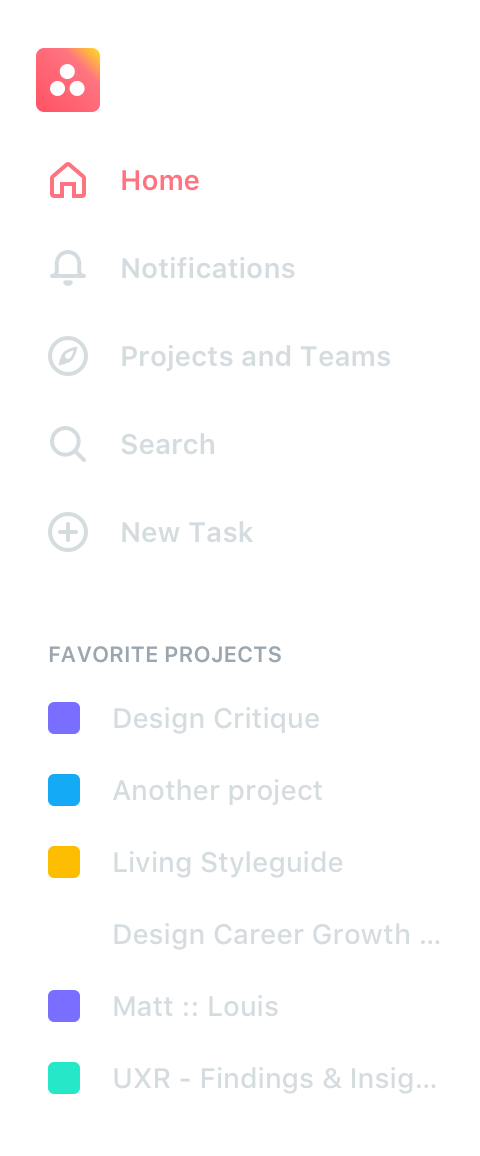 Home
Notifications
Projects and Teams
Search
New Task
FAVORITE PROJECTS
Design Critique
Another project
Living Styleguide
Design Career Growth ...
Matt :: Louis
UXR - Findings & Insig...